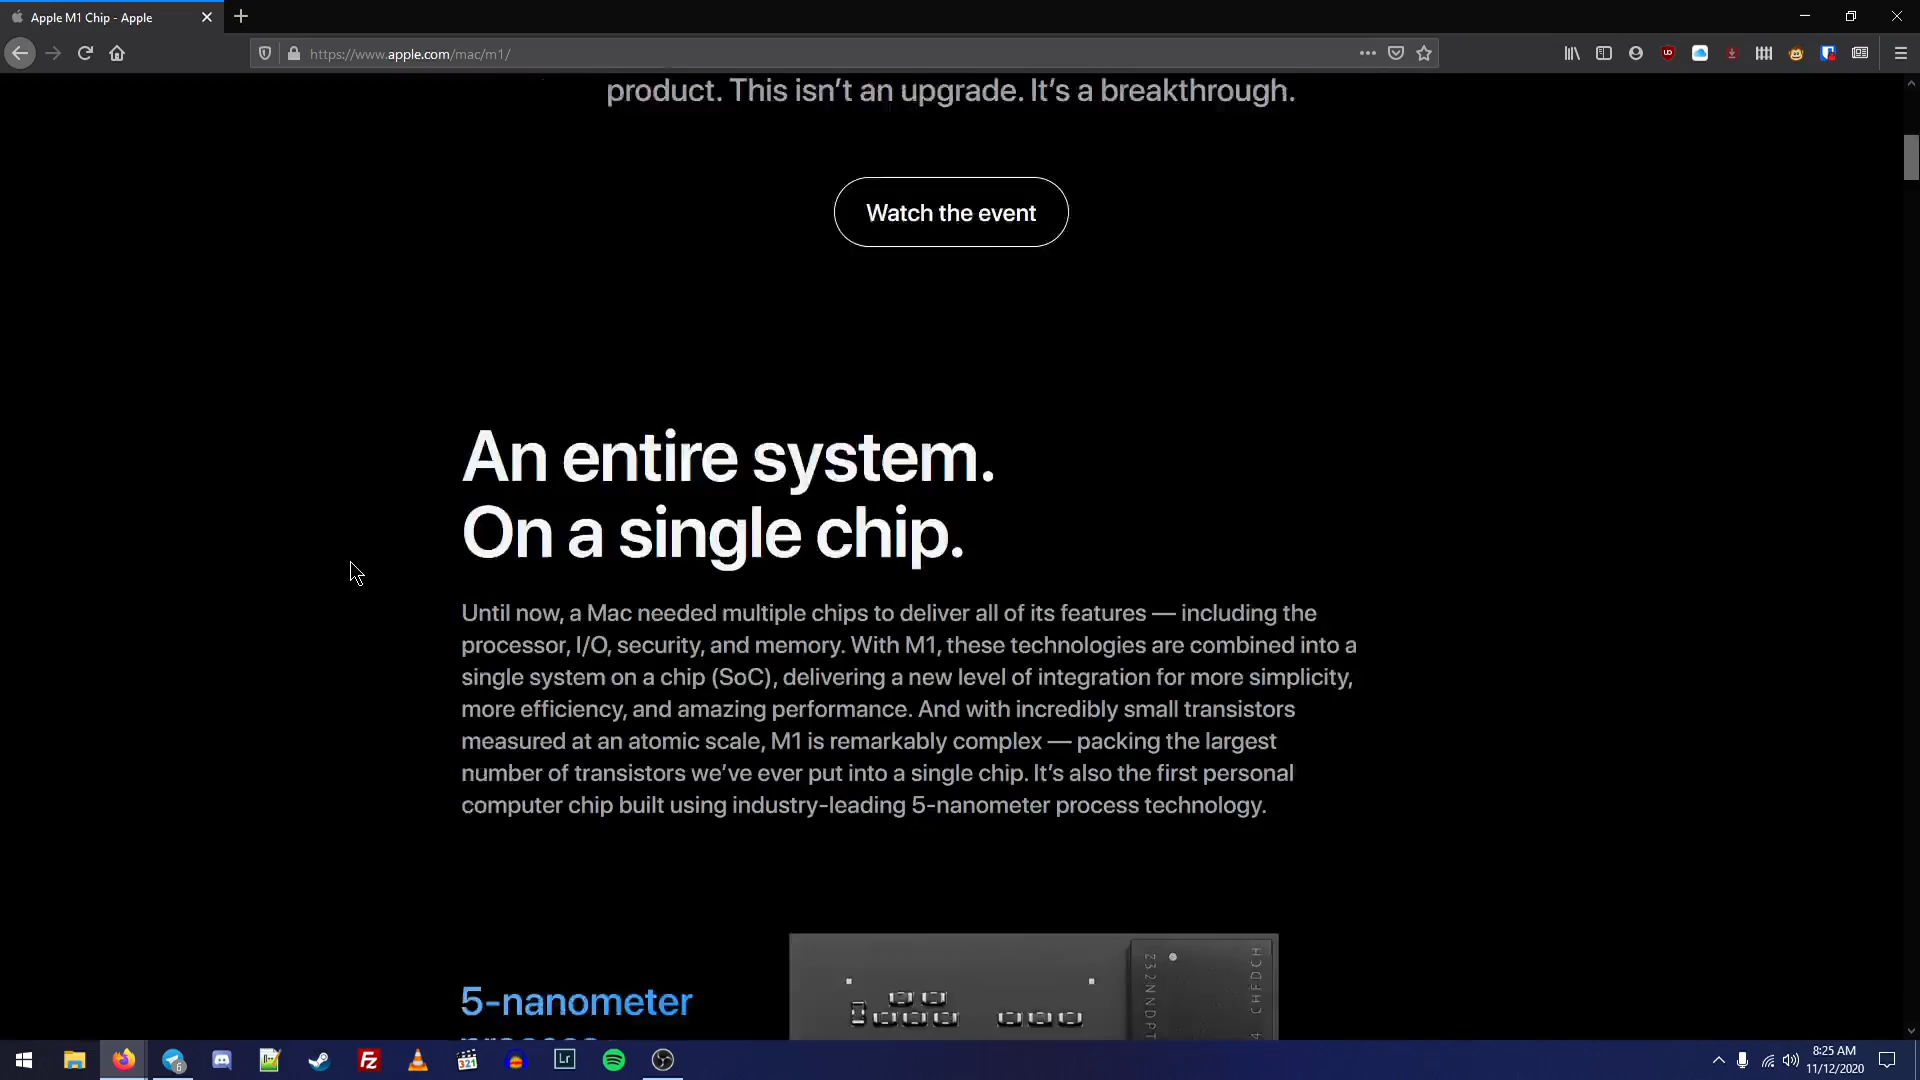 Apple M1 Chip - Apple
https://www.apple.com/mac/m1/
product. This isn’t an upgrade. It’s a breakthrough.
Watch the event
An entire system.
On a single chip.
Until now, a Mac needed multiple chips to deliver all of its features — including the
processor, I/O, security, and memory. With M1, these technologies are combined into a
single system on a chip (SoC), delivering a new level of integration for more simplicity,
more efficiency, and amazing performance. And with incredibly small transistors
measured at an atomic scale, M1 is remarkably complex — packing the largest
number of transistors we’ve ever put into a single chip. It’s also the first personal
computer chip built using industry-leading 5-nanometer process technology.
5-nanometer
process
6
321
Lr
8:25 AM
11/12/2020